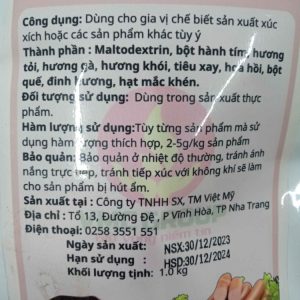 Công dụng: Dùng cho gia vị chế biết sản xuất xúc
xích hoặc các sản phẩm khác tùy ý
Thành phần : Maltodextrin, bột hành tím, hương
tỏi, hương gà, hương khói, tiêu xay, hoa hồi, bột
quế, đinh hương, hạt mắc khén.
Đối tượng sử dụng: Dùng trong sản xuất thực
phẩm.
Hàm lượng sử dụng:Tùy từng sản phẩm mà sử
dụng hàm lượng thích hợp, 2-5g/kg sản phẩm
Bảo quản: Bảo quản ở nhiệt độ thường, tránh ánh
nắng trực tiếp, tránh tiếp xúc với không khí sẽ làm
cho sản phẩm bị hút ẩm.
Sản xuất tại : Công ty TNHH SX, TM Việt Mỹ
Địa chỉ : Tổ 13, Đường Đệ , P Vĩnh Hòa, TP Nha Trang
Điện thoại: 0258 3551 551
Ngày sản xuất: NSX:30/12/2023
Hạn sử dụng : HSD:30/12/2024
Khối lượng tịnh: 1.0 kg